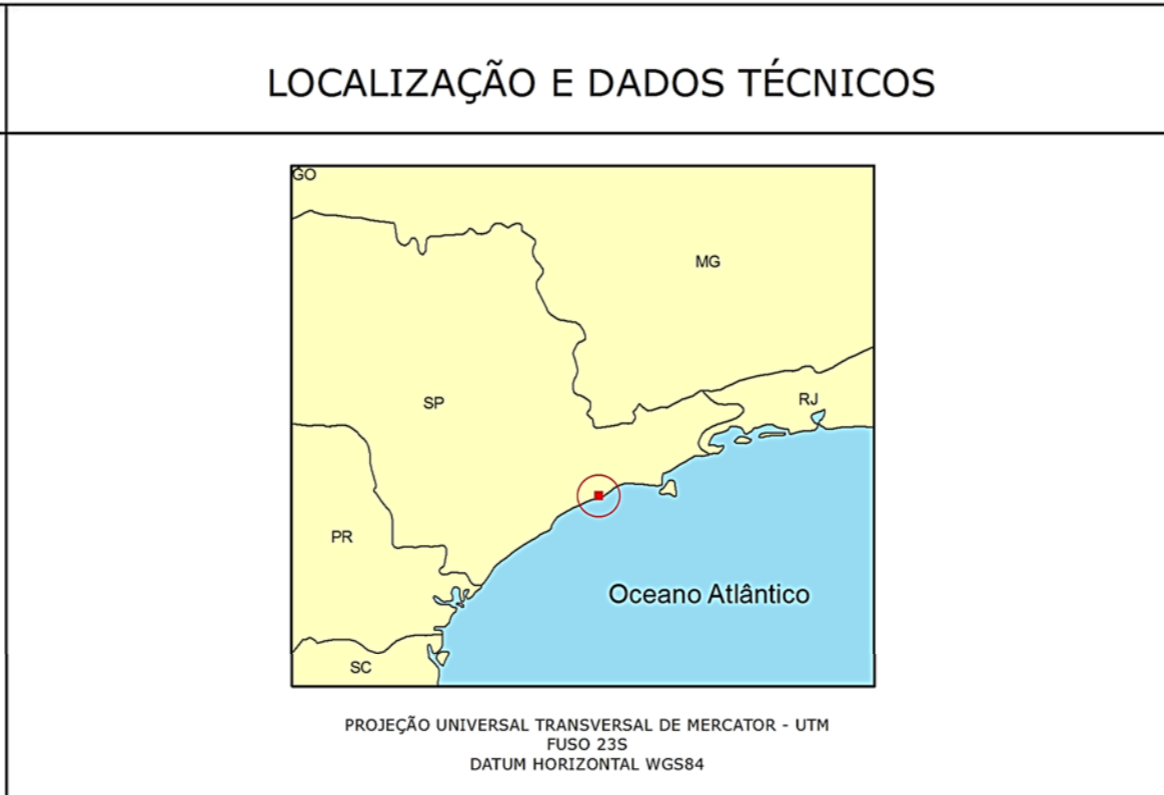 LOCALIZAÇÃO E DADOS TÉCNICOS
GO
MG
SP
RJ
PR
Oceano Atlântico
SC
PROJEÇÃO UNIVERSAL TRANSVERSAL DE MERCATOR - UTM
FUSO 23S
DATUM HORIZONTAL WGS84